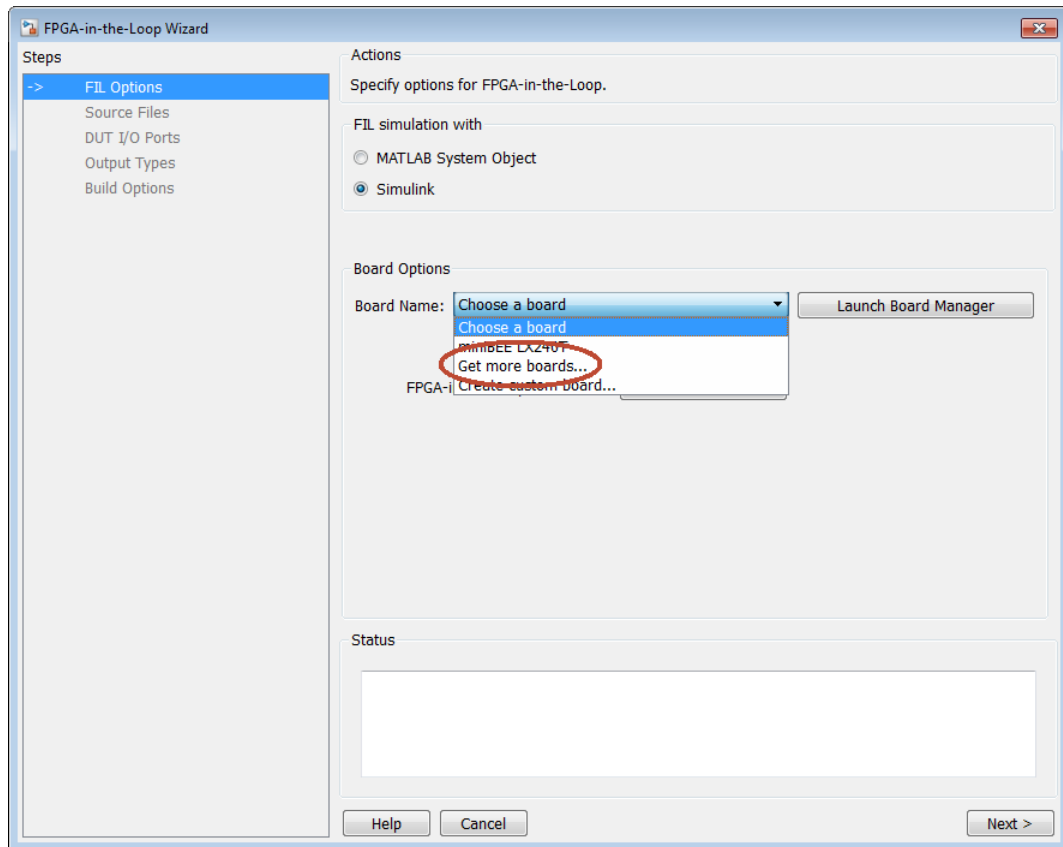 FPGA-in-the-Loop Wizard
Steps
-> FIL Options
Source Files
DUT I/O Ports
Output Types
Build Options
Actions
Specify options for FPGA-in-the-Loop.
FIL simulation with
MATLAB System Object
Simulink
Board Options
Board Name: Choose a board Launch Board Manager
Choose a board
miniBEE LX240T
Get more boards...
FPGA-i Create custom board...
Status
Help Cancel Next >